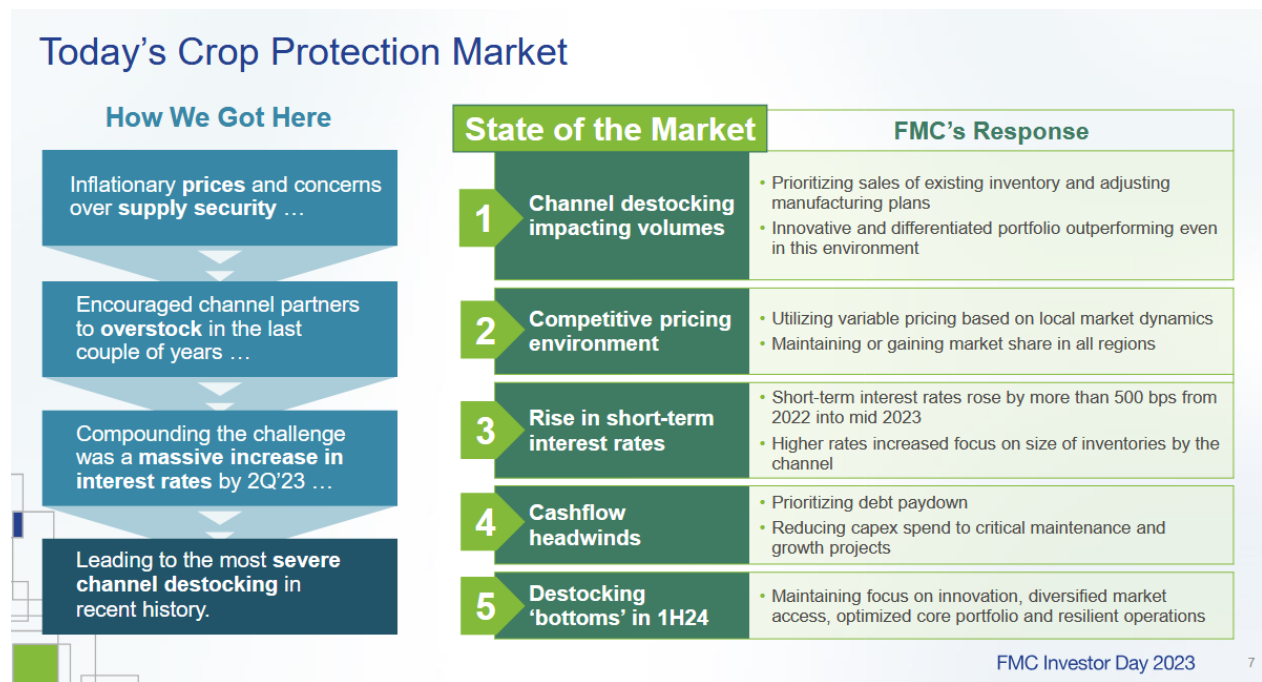 Today’s Crop Protection Market
How We Got Here
Inflationary prices and concerns
over supply security …
Encouraged channel partners
to overstock in the last
couple of years …
Compounding the challenge
was a massive increase in
interest rates by 2Q’23 …
Leading to the most severe
channel destocking in
recent history.
State of the Market
FMC’s Response
1
Channel destocking
impacting volumes
• Prioritizing sales of existing inventory and adjusting
manufacturing plans
• Innovative and differentiated portfolio outperforming even
in this environment
2
Competitive pricing
environment
• Utilizing variable pricing based on local market dynamics
• Maintaining or gaining market share in all regions
3
Rise in short-term
interest rates
• Short-term interest rates rose by more than 500 bps from
2022 into mid 2023
• Higher rates increased focus on size of inventories by the
channel
4
Cashflow
headwinds
• Prioritizing debt paydown
• Reducing capex spend to critical maintenance and
growth projects
5
Destocking
‘bottoms’ in 1H24
• Maintaining focus on innovation, diversified market
access, optimized core portfolio and resilient operations
FMC Investor Day 2023
7